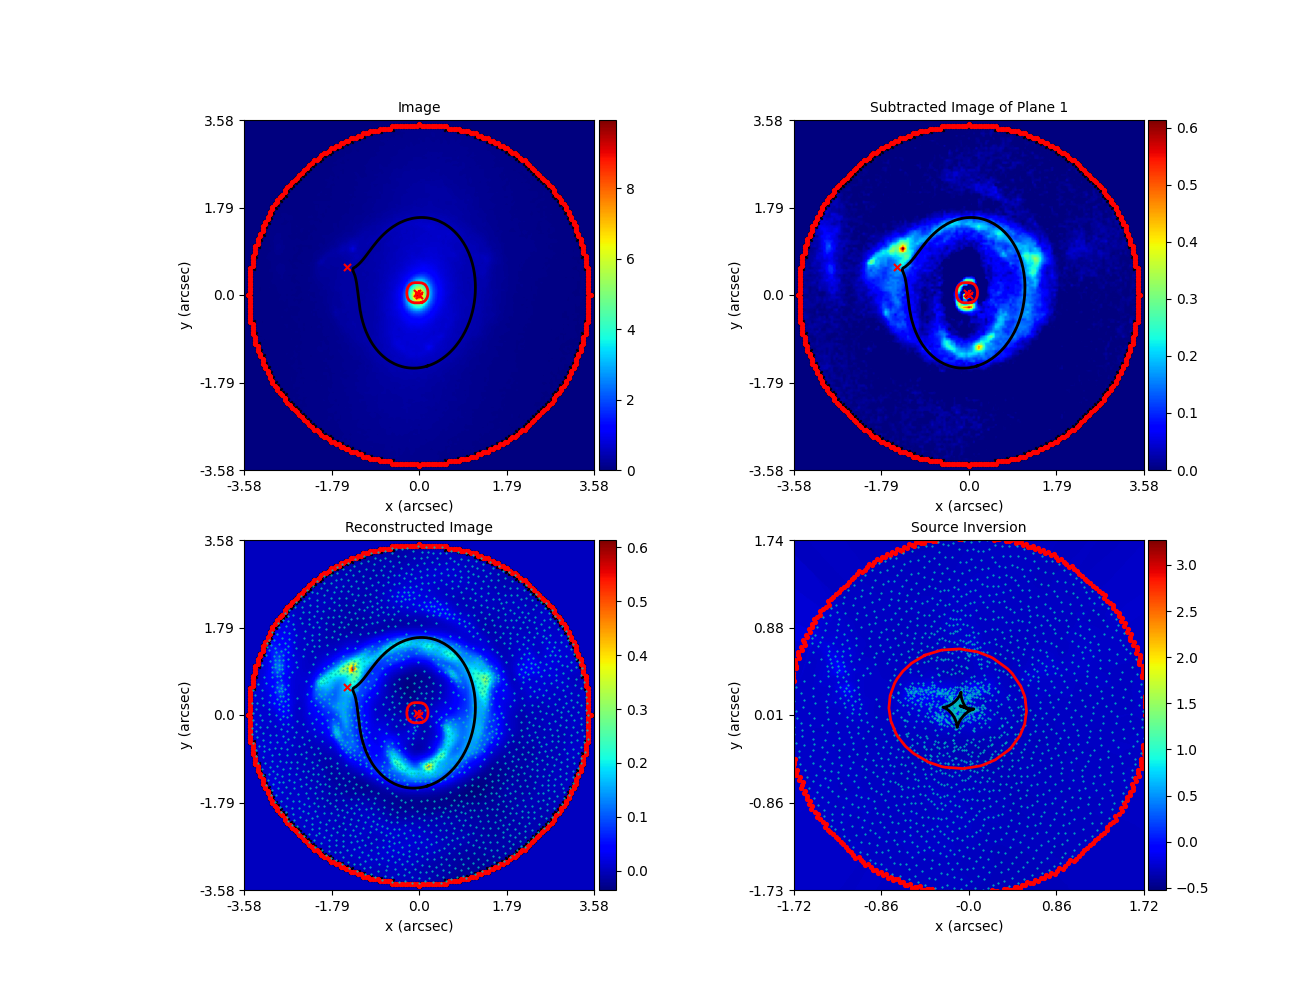 Image
y (arcsec)
3.58
1.79
0.0
-1.79
-3.58
-3.58 -1.79 0.0 1.79 3.58
x (arcsec)
8
6
4
2
0
Subtracted Image of Plane 1
y (arcsec)
3.58
1.79
0.0
-1.79
-3.58
-3.58 -1.79 0.0 1.79 3.58
x (arcsec)
0.6
0.5
0.4
0.3
0.2
0.1
0.0
Reconstructed Image
y (arcsec)
3.58
1.79
0.0
-1.79
-3.58
-3.58 -1.79 0.0 1.79 3.58
x (arcsec)
0.6
0.5
0.4
0.3
0.2
0.1
0.0
Source Inversion
y (arcsec)
1.74
0.88
0.01
-0.86
-1.73
-1.72 -0.86 -0.0 0.86 1.72
x (arcsec)
3.0
2.5
2.0
1.5
1.0
0.5
0.0
−0.5